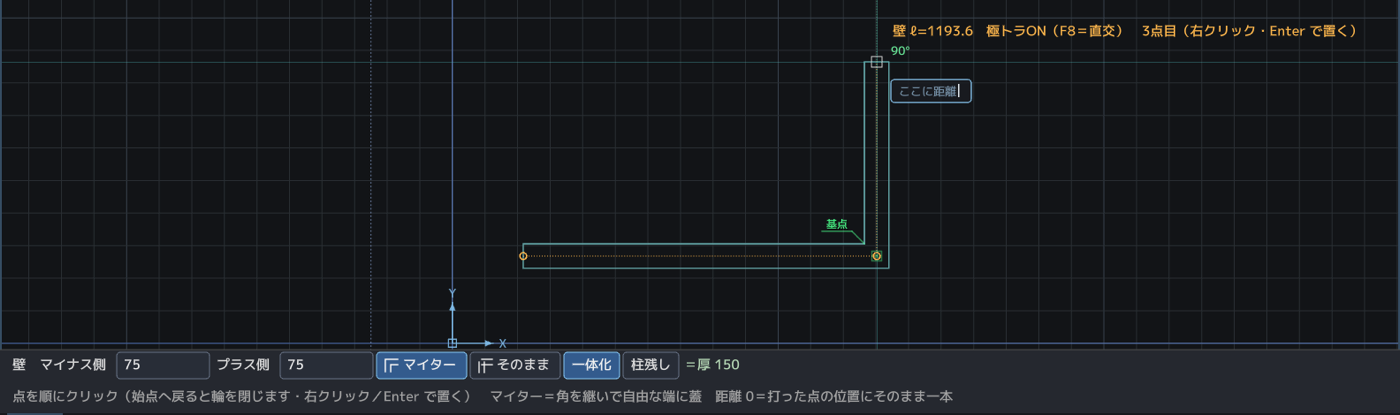 壁 ℓ=1193.6　極トラON（F8＝直交）　3点目（右クリック・Enter で置く）
90°
ここに距離
基点
Y
X
壁　マイナス側　75　プラス側　75　マイター　そのまま　一体化　柱残し　＝厚 150
点を順にクリック（始点へ戻ると輪を閉じます・右クリック／Enter で置く）　マイター＝角を継いで自由な端に蓋　距離 0＝打った点の位置にそのまま一本